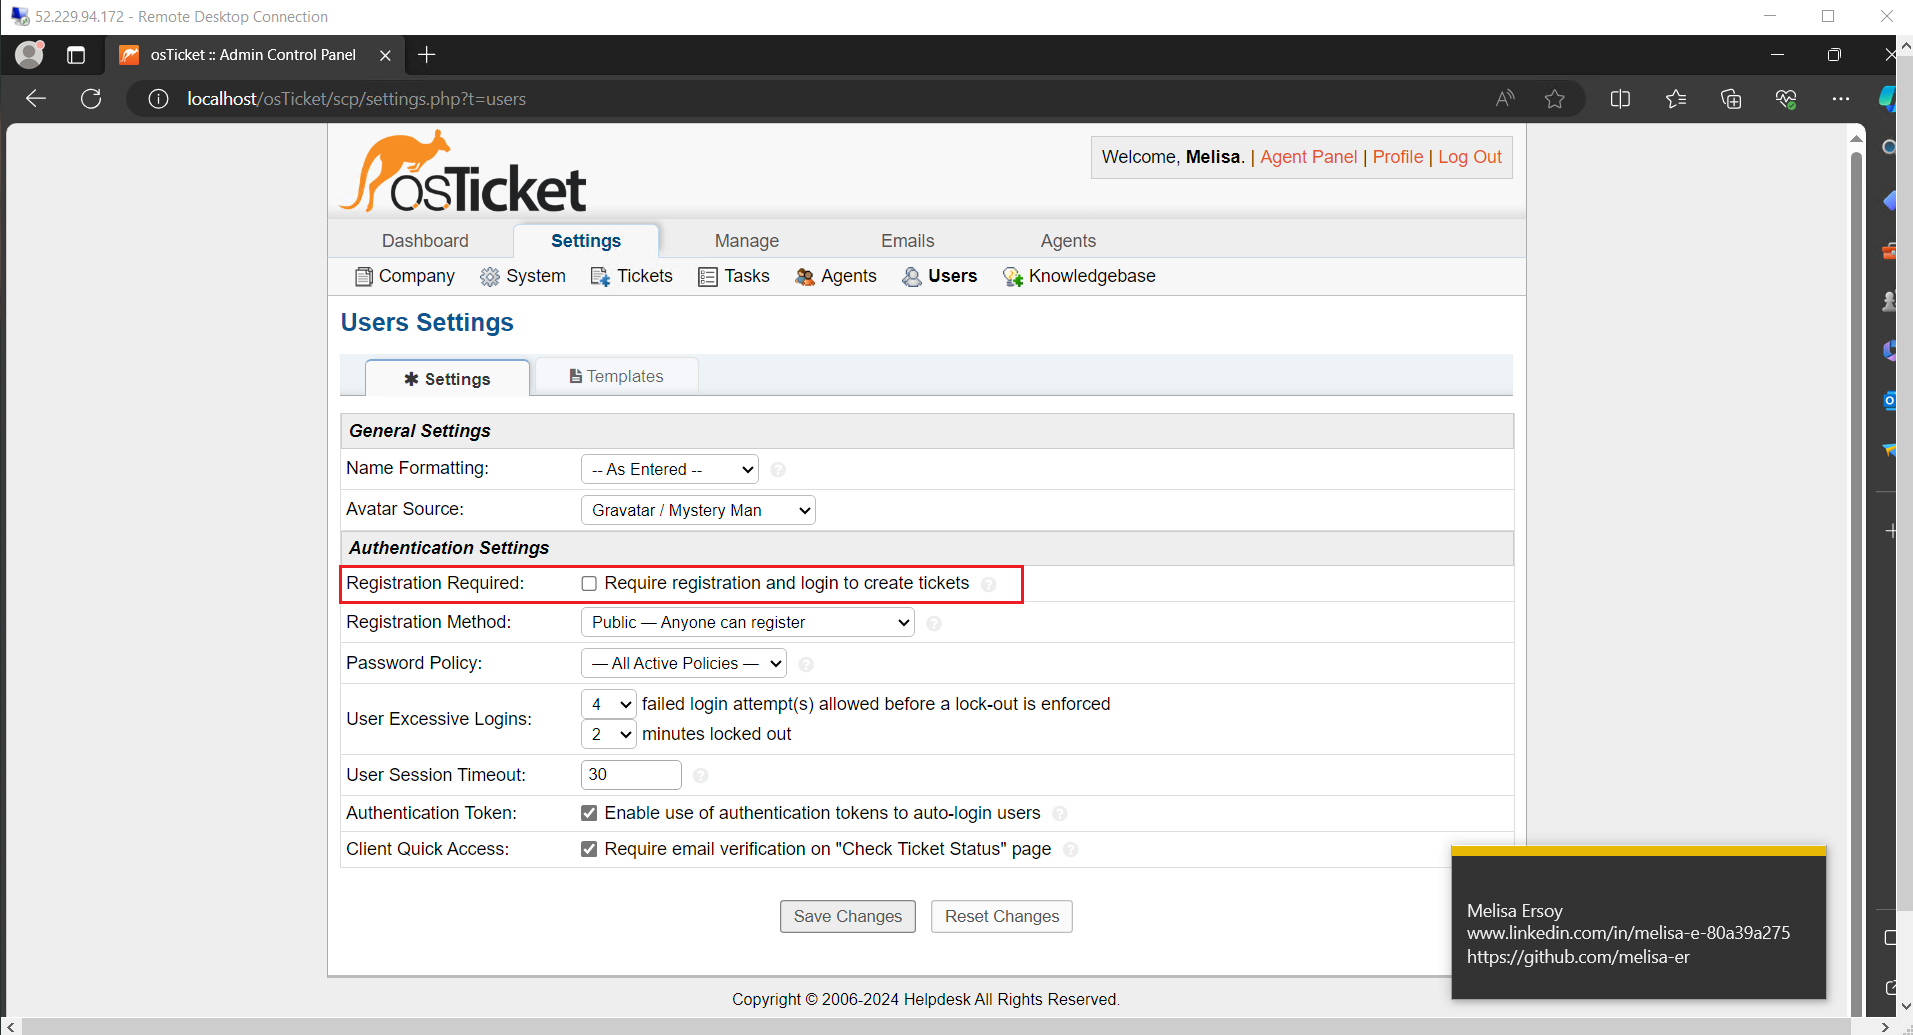 52.229.94.172 - Remote Desktop Connection
osTicket :: Admin Control Panel
localhost/osTicket/scp/settings.php?t=users
osTicket
Welcome, Melisa. | Agent Panel | Profile | Log Out
Dashboard Settings Manage Emails Agents
Company System Tickets Tasks Agents Users Knowledgebase
Users Settings
Settings Templates
General Settings
Name Formatting: -- As Entered --
Avatar Source: Gravatar / Mystery Man
Authentication Settings
Registration Required: Require registration and login to create tickets
Registration Method: Public — Anyone can register
Password Policy: — All Active Policies —
User Excessive Logins: 4 failed login attempt(s) allowed before a lock-out is enforced
2 minutes locked out
User Session Timeout: 30
Authentication Token: Enable use of authentication tokens to auto-login users
Client Quick Access: Require email verification on "Check Ticket Status" page
Save Changes Reset Changes
Melisa Ersoy
www.linkedin.com/in/melisa-e-80a39a275
https://github.com/melisa-er
Copyright © 2006-2024 Helpdesk All Rights Reserved.